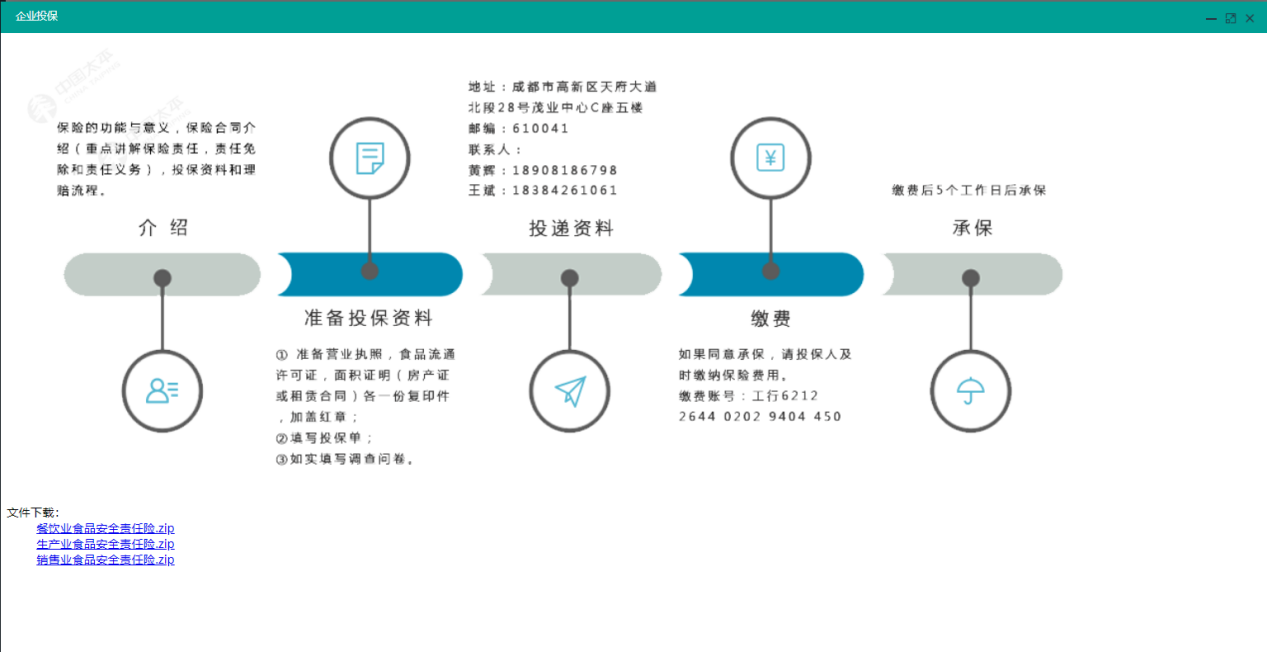 企业投保
中国太平
CHINA TAIPING
保险的功能与意义，保险合同介
绍（重点讲解保险责任，责任免
除和责任义务），投保资料和理
赔流程。
介 绍
准备投保资料
① 准备营业执照，食品流通
许可证，面积证明（房产证
或租赁合同）各一份复印件
，加盖红章；
②填写投保单；
③如实填写调查问卷。
地址：成都市高新区天府大道
北段28号茂业中心C座五楼
邮编：610041
联系人：
黄辉：18908186798
王斌：18384261061
投递资料
¥
缴费
如果同意承保，请投保人及
时缴纳保险费用。
缴费账号：工行6212
2644 0202 9404 450
缴费后5个工作日后承保
承保
文件下载：
餐饮业食品安全责任险.zip
生产业食品安全责任险.zip
销售业食品安全责任险.zip